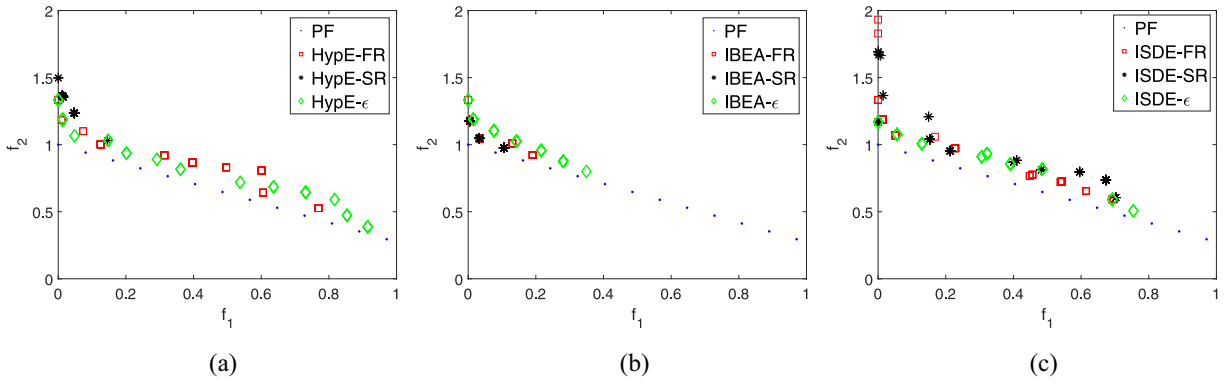 2
1.5
1
0.5
0
f2
0 0.2 0.4 0.6 0.8 1
f1
PF
HypE-FR
HypE-SR
HypE-ϵ
(a)
2
1.5
1
0.5
0
f2
0 0.2 0.4 0.6 0.8 1
f1
PF
IBEA-FR
IBEA-SR
IBEA-ϵ
(b)
2
1.5
1
0.5
0
f2
0 0.2 0.4 0.6 0.8 1
f1
PF
ISDE-FR
ISDE-SR
ISDE-ϵ
(c)